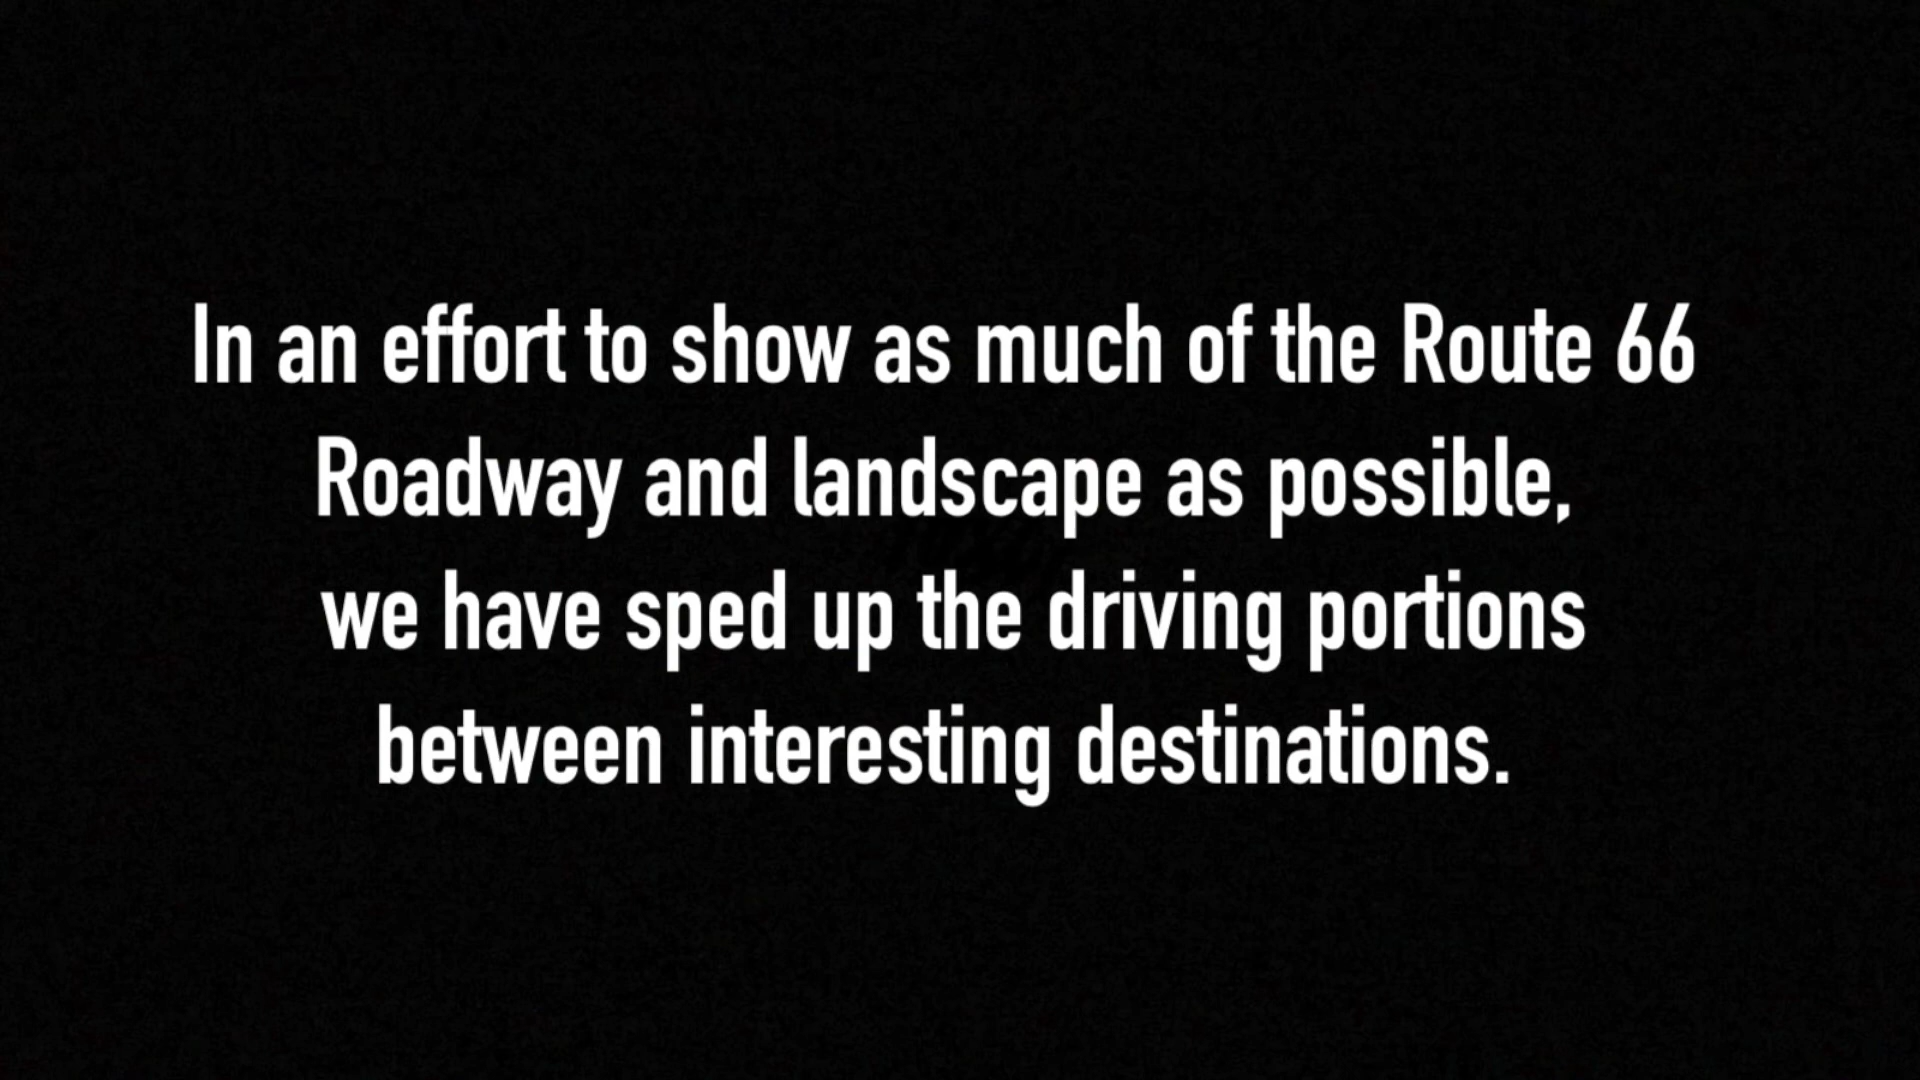 In an effort to show as much of the Route 66
Roadway and landscape as possible,
we have sped up the driving portions
between interesting destinations.